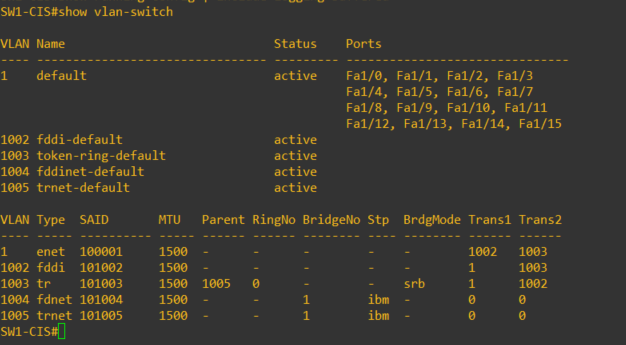 SW1-CIS#show vlan-switch
VLAN Name                             Status    Ports
---- -------------------------------- --------- -------------------------------
1    default                          active    Fa1/0, Fa1/1, Fa1/2, Fa1/3
                                                Fa1/4, Fa1/5, Fa1/6, Fa1/7
                                                Fa1/8, Fa1/9, Fa1/10, Fa1/11
                                                Fa1/12, Fa1/13, Fa1/14, Fa1/15
1002 fddi-default                     active
1003 token-ring-default               active
1004 fddinet-default                  active
1005 trnet-default                    active
VLAN Type  SAID       MTU   Parent RingNo BridgeNo Stp  BrdgMode Trans1 Trans2
---- ----- ---------- ----- ------ ------ -------- ---- -------- ------ ------
1    enet  100001     1500  -      -      -        -    -        1002   1003
1002 fddi  101002     1500  -      -      -        -    -        1      1003
1003 tr    101003     1500  1005   0      -        -    srb      1      1002
1004 fdnet 101004     1500  -      -      1        ibm  -        0      0
1005 trnet 101005     1500  -      -      1        ibm  -        0      0
SW1-CIS#